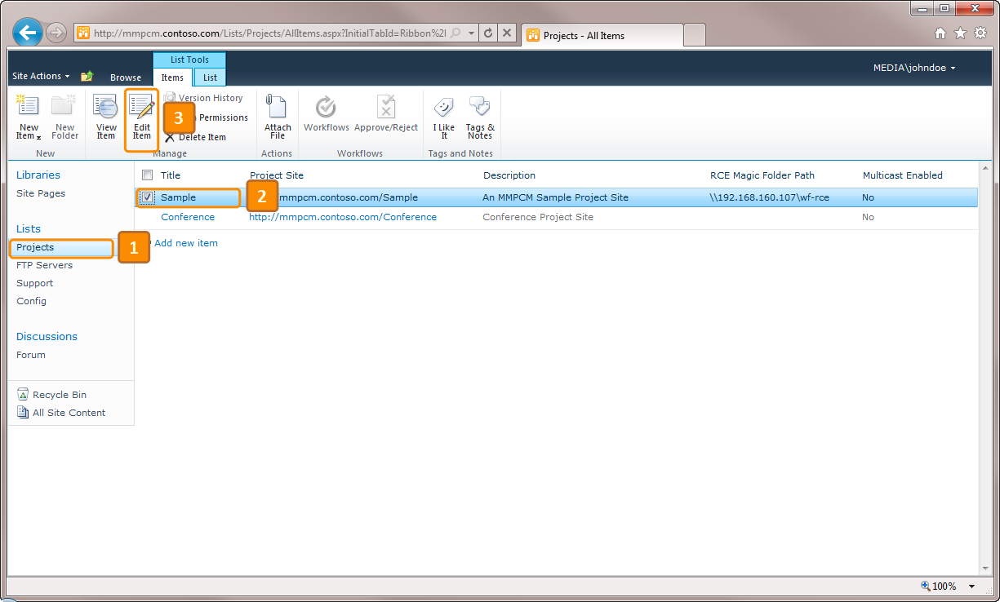 http://mmpcm.contoso.com/Lists/Projects/AllItems.aspx?InitialTabId=Ribbon%2
Projects - All Items
List Tools
MEDIA\johndoe
Site Actions
Browse
Items
List
New Item
New Folder
View Item
Edit Item
3
Version History
Permissions
Delete Item
Attach File
Workflows
Approve/Reject
I Like It
Tags & Notes
New
Manage
Actions
Workflows
Tags and Notes
Libraries
Site Pages
Lists
Projects
1
FTP Servers
Support
Config
Discussions
Forum
Recycle Bin
All Site Content
Title Project Site Description RCE Magic Folder Path Multicast Enabled
Sample 2 mmpcm.contoso.com/Sample An MMPCM Sample Project Site \\192.168.160.107\wf-rce No
Conference http://mmpcm.contoso.com/Conference Conference Project Site No
Add new item
100%